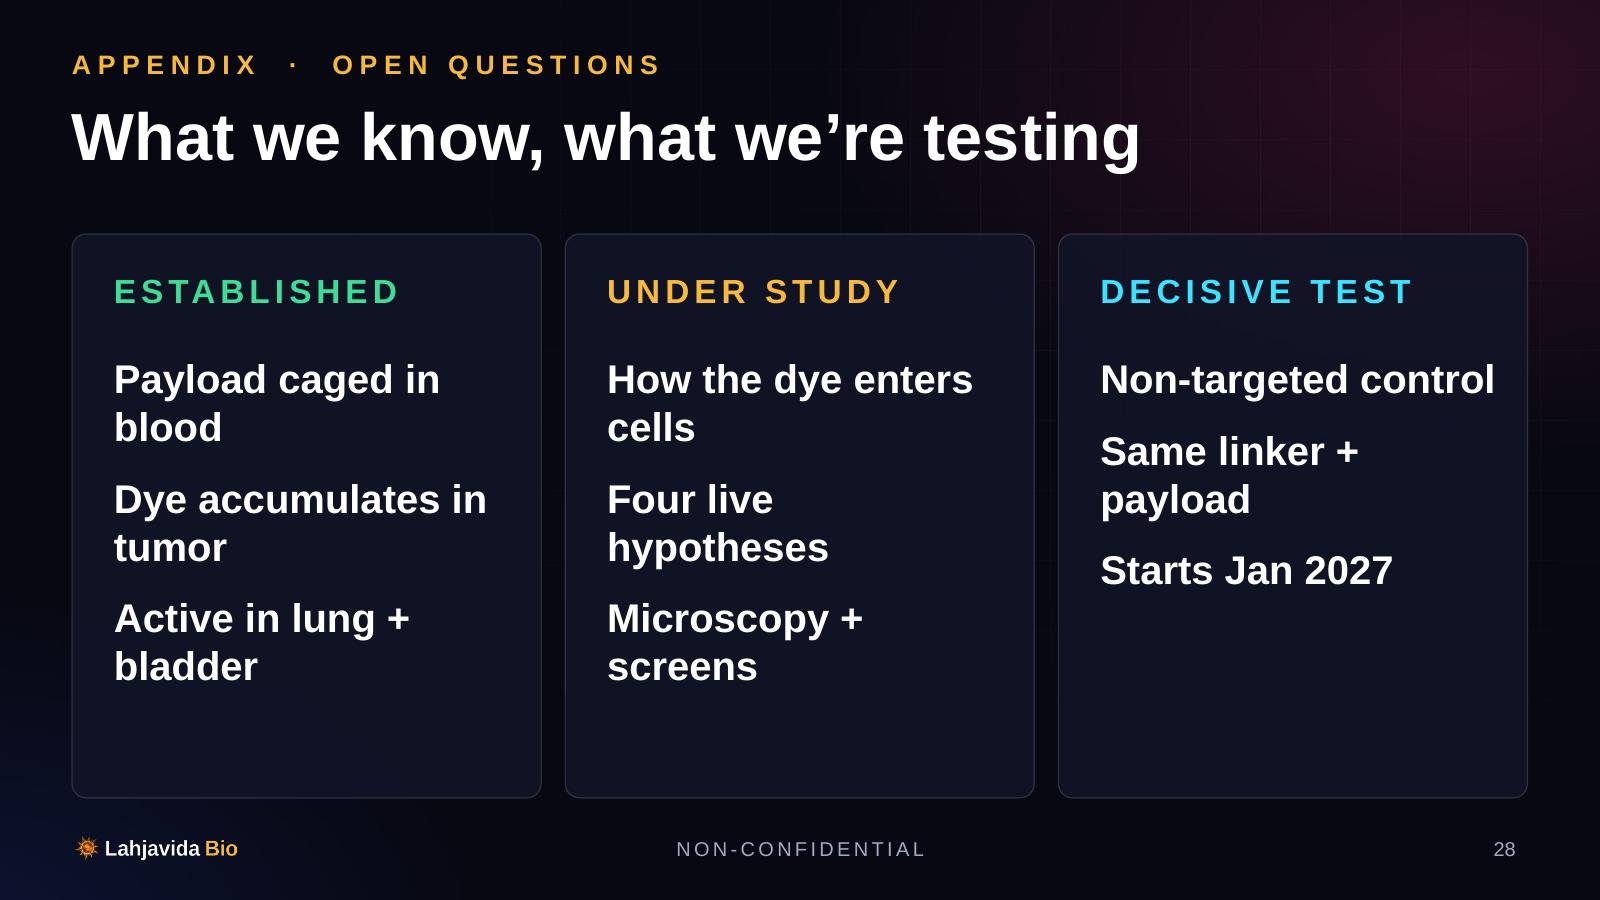 APPENDIX · OPEN QUESTIONS
What we know, what we’re testing
ESTABLISHED
Payload caged in
blood
Dye accumulates in
tumor
Active in lung +
bladder
UNDER STUDY
How the dye enters
cells
Four live
hypotheses
Microscopy +
screens
DECISIVE TEST
Non-targeted control
Same linker +
payload
Starts Jan 2027
Lahjavida Bio
NON-CONFIDENTIAL
28